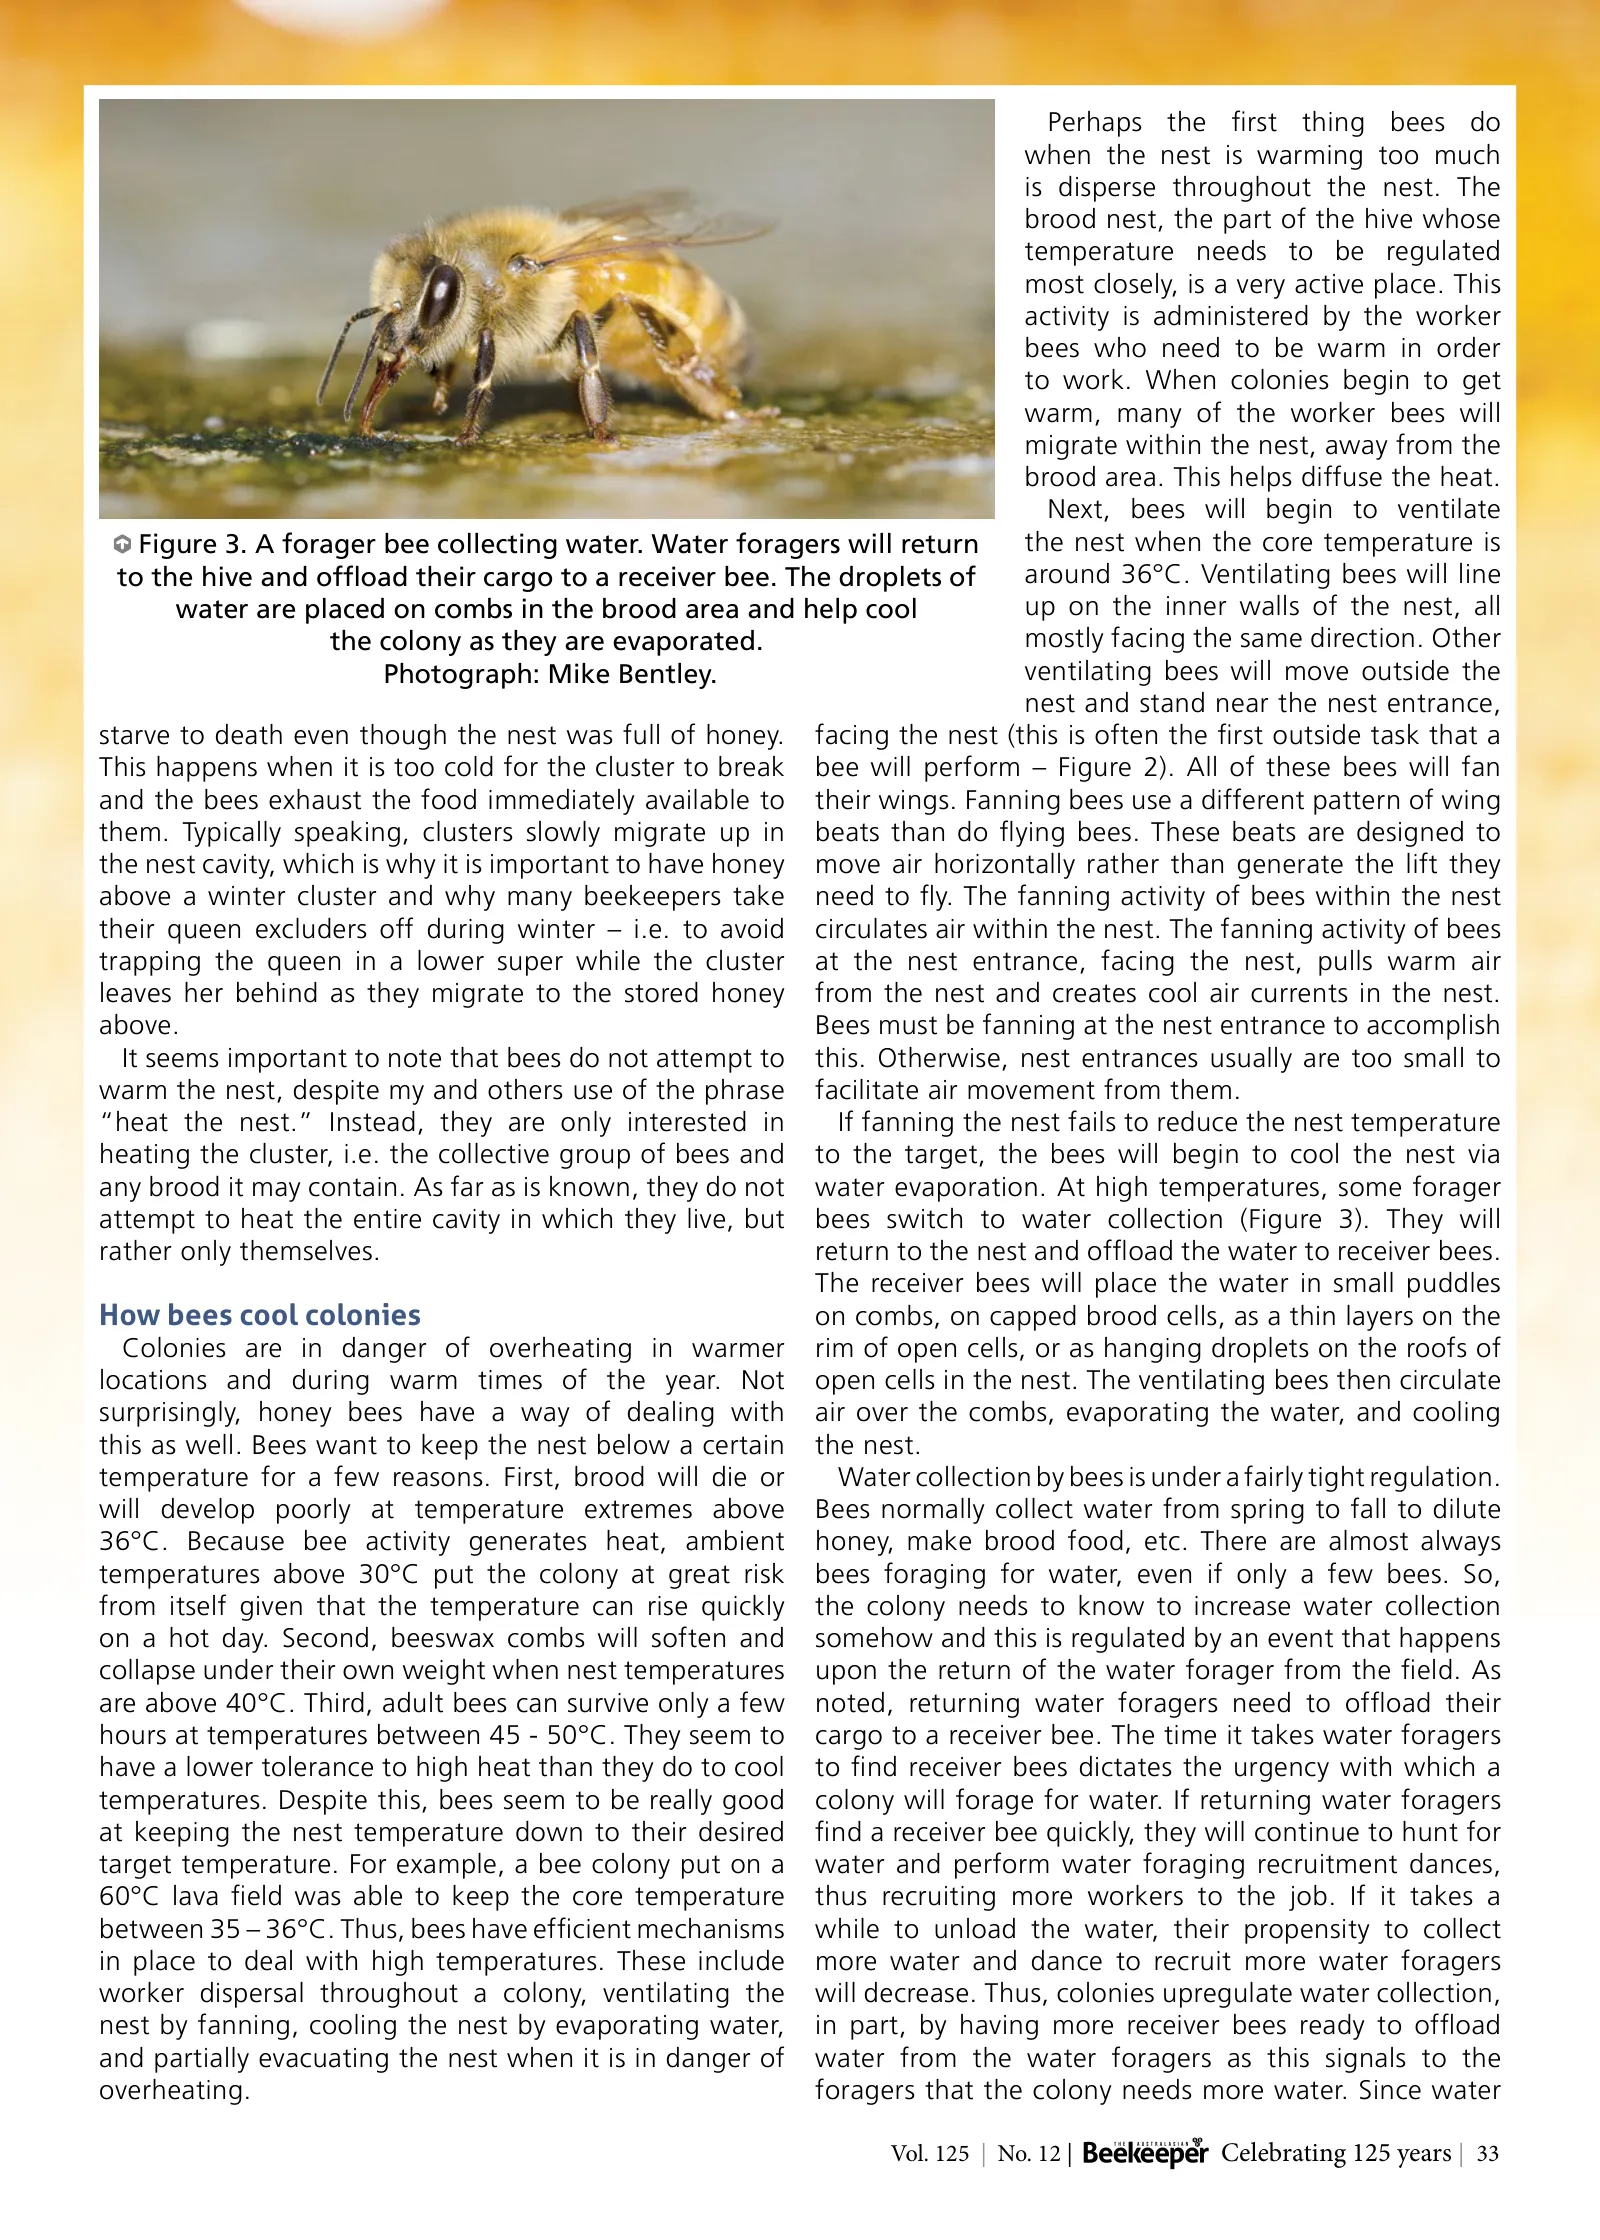 Figure 3. A forager bee collecting water. Water foragers will return
to the hive and offload their cargo to a receiver bee. The droplets of
water are placed on combs in the brood area and help cool
the colony as they are evaporated.
Photograph: Mike Bentley.
starve to death even though the nest was full of honey.
This happens when it is too cold for the cluster to break
and the bees exhaust the food immediately available to
them. Typically speaking, clusters slowly migrate up in
the nest cavity, which is why it is important to have honey
above a winter cluster and why many beekeepers take
their queen excluders off during winter – i.e. to avoid
trapping the queen in a lower super while the cluster
leaves her behind as they migrate to the stored honey
above.
It seems important to note that bees do not attempt to
warm the nest, despite my and others use of the phrase
“heat the nest.” Instead, they are only interested in
heating the cluster, i.e. the collective group of bees and
any brood it may contain. As far as is known, they do not
attempt to heat the entire cavity in which they live, but
rather only themselves.
How bees cool colonies
Colonies are in danger of overheating in warmer
locations and during warm times of the year. Not
surprisingly, honey bees have a way of dealing with
this as well. Bees want to keep the nest below a certain
temperature for a few reasons. First, brood will die or
will develop poorly at temperature extremes above
36°C. Because bee activity generates heat, ambient
temperatures above 30°C put the colony at great risk
from itself given that the temperature can rise quickly
on a hot day. Second, beeswax combs will soften and
collapse under their own weight when nest temperatures
are above 40°C. Third, adult bees can survive only a few
hours at temperatures between 45 - 50°C. They seem to
have a lower tolerance to high heat than they do to cool
temperatures. Despite this, bees seem to be really good
at keeping the nest temperature down to their desired
target temperature. For example, a bee colony put on a
60°C lava field was able to keep the core temperature
between 35 – 36°C. Thus, bees have efficient mechanisms
in place to deal with high temperatures. These include
worker dispersal throughout a colony, ventilating the
nest by fanning, cooling the nest by evaporating water,
and partially evacuating the nest when it is in danger of
overheating.
Perhaps the first thing bees do
when the nest is warming too much
is disperse throughout the nest. The
brood nest, the part of the hive whose
temperature needs to be regulated
most closely, is a very active place. This
activity is administered by the worker
bees who need to be warm in order
to work. When colonies begin to get
warm, many of the worker bees will
migrate within the nest, away from the
brood area. This helps diffuse the heat.
Next, bees will begin to ventilate
the nest when the core temperature is
around 36°C. Ventilating bees will line
up on the inner walls of the nest, all
mostly facing the same direction. Other
ventilating bees will move outside the
nest and stand near the nest entrance,
facing the nest (this is often the first outside task that a
bee will perform – Figure 2). All of these bees will fan
their wings. Fanning bees use a different pattern of wing
beats than do flying bees. These beats are designed to
move air horizontally rather than generate the lift they
need to fly. The fanning activity of bees within the nest
circulates air within the nest. The fanning activity of bees
at the nest entrance, facing the nest, pulls warm air
from the nest and creates cool air currents in the nest.
Bees must be fanning at the nest entrance to accomplish
this. Otherwise, nest entrances usually are too small to
facilitate air movement from them.
If fanning the nest fails to reduce the nest temperature
to the target, the bees will begin to cool the nest via
water evaporation. At high temperatures, some forager
bees switch to water collection (Figure 3). They will
return to the nest and offload the water to receiver bees.
The receiver bees will place the water in small puddles
on combs, on capped brood cells, as a thin layers on the
rim of open cells, or as hanging droplets on the roofs of
open cells in the nest. The ventilating bees then circulate
air over the combs, evaporating the water, and cooling
the nest.
Water collection by bees is under a fairly tight regulation.
Bees normally collect water from spring to fall to dilute
honey, make brood food, etc. There are almost always
bees foraging for water, even if only a few bees. So,
the colony needs to know to increase water collection
somehow and this is regulated by an event that happens
upon the return of the water forager from the field. As
noted, returning water foragers need to offload their
cargo to a receiver bee. The time it takes water foragers
to find receiver bees dictates the urgency with which a
colony will forage for water. If returning water foragers
find a receiver bee quickly, they will continue to hunt for
water and perform water foraging recruitment dances,
thus recruiting more workers to the job. If it takes a
while to unload the water, their propensity to collect
more water and dance to recruit more water foragers
will decrease. Thus, colonies upregulate water collection,
in part, by having more receiver bees ready to offload
water from the water foragers as this signals to the
foragers that the colony needs more water. Since water
Vol. 125 | No. 12 | THE AUSTRALASIAN Beekeeper Celebrating 125 years | 33